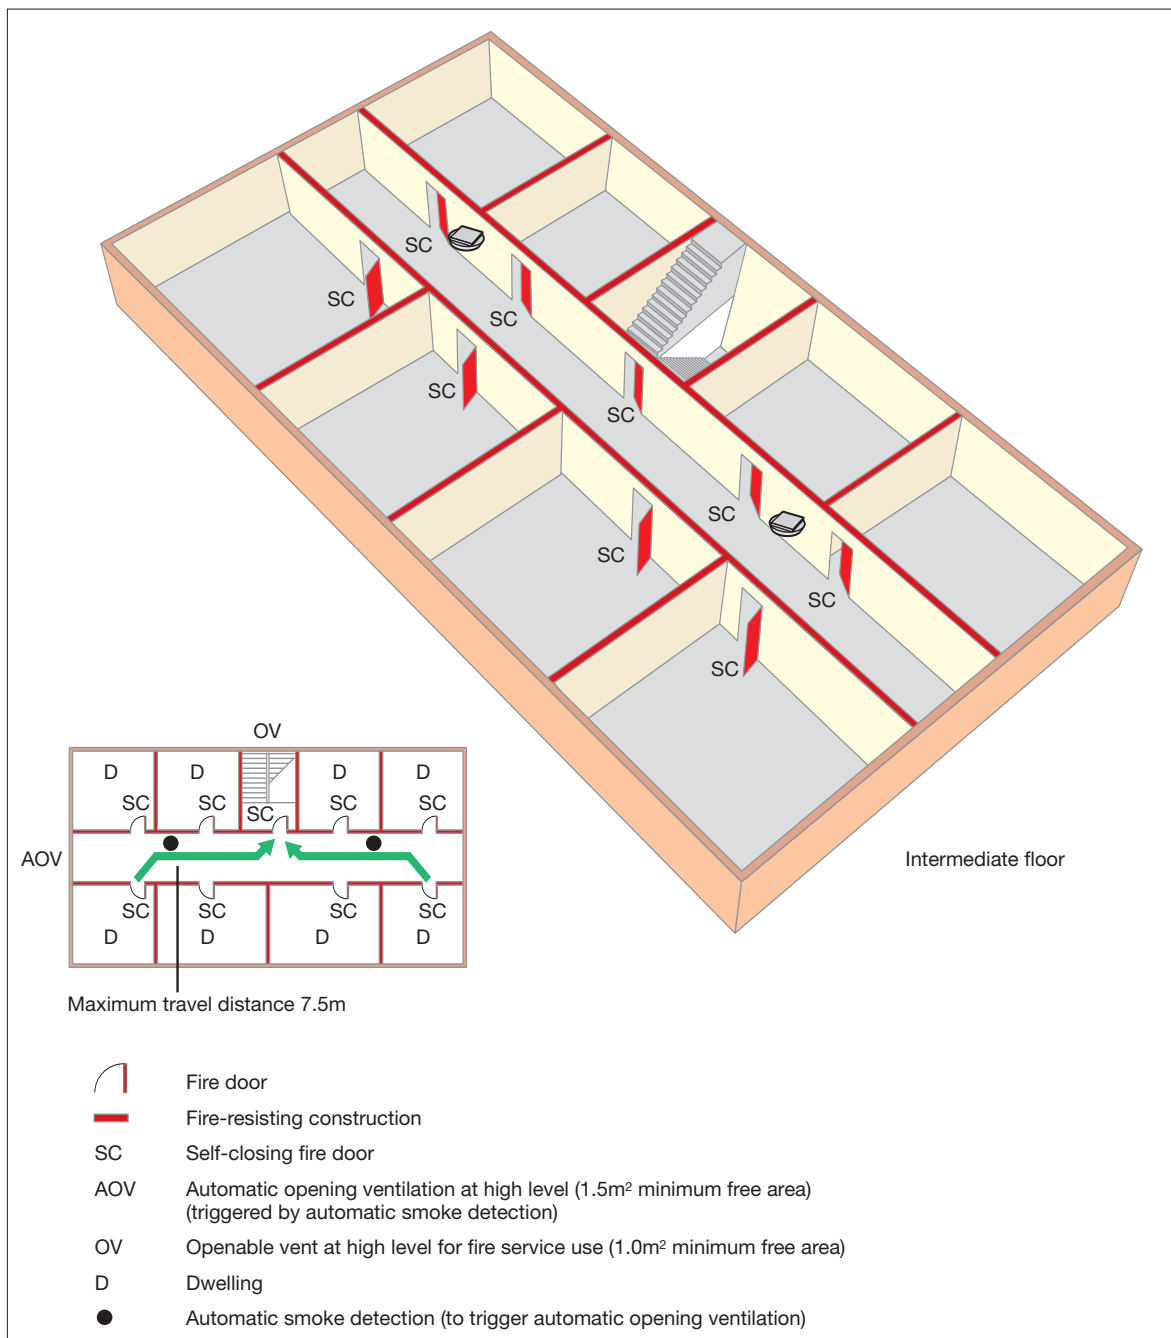 SC
SC
SC
SC
SC
SC
SC
SC
SC
Intermediate floor
OV
D D D D
SC SC SC SC SC
AOV
SC SC SC SC
D D D D
Maximum travel distance 7.5m
Fire door
Fire-resisting construction
SC Self-closing fire door
AOV Automatic opening ventilation at high level (1.5m² minimum free area)
(triggered by automatic smoke detection)
OV Openable vent at high level for fire service use (1.0m² minimum free area)
D Dwelling
Automatic smoke detection (to trigger automatic opening ventilation)